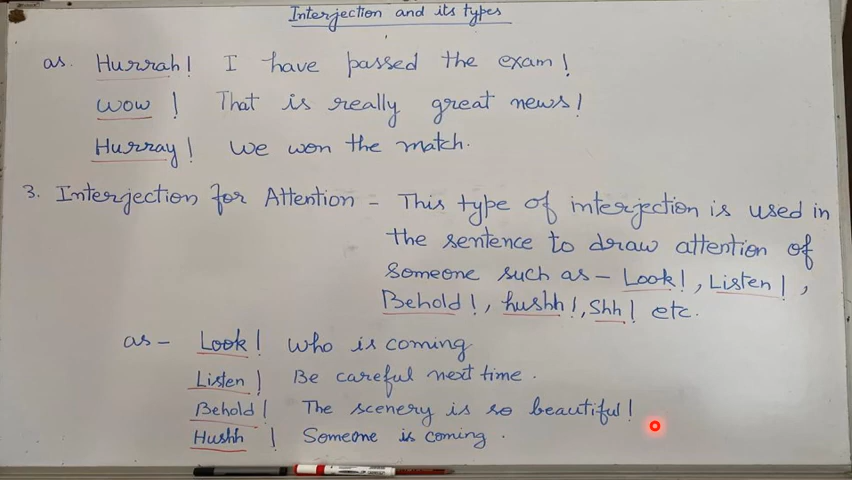 Interjection and its types
as. Hurrah! I have passed the exam!
wow! That is really great news!
Hurray! We won the match.
3. Interjection for Attention - This type of interjection is used in
the sentence to draw attention of
someone such as - Look!, Listen!,
Behold!, hushh!, Shh! etc.
as - Look! Who is coming
Listen! Be careful next time.
Behold! The scenery is so beautiful!
Hushh! Someone is coming.